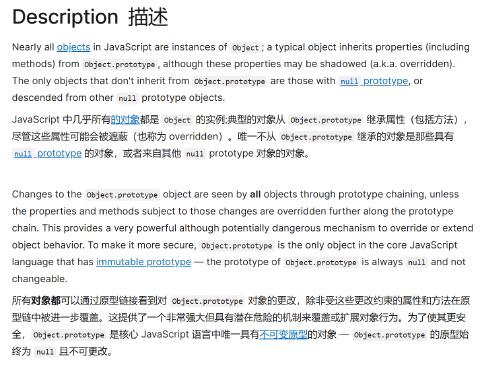 Description 描述
Nearly all objects in JavaScript are instances of Object; a typical object inherits properties (including
methods) from Object.prototype, although these properties may be shadowed (a.k.a. overridden).
The only objects that don't inherit from Object.prototype are those with null prototype, or
descended from other null prototype objects.
JavaScript 中几乎所有的对象都是 Object 的实例;典型的对象从 Object.prototype 继承属性（包括方法），
尽管这些属性可能会被遮蔽（也称为 overridden）。唯一不从 Object.prototype 继承的对象是那些具有
null prototype 的对象，或者来自其他 null prototype 对象的对象。
Changes to the Object.prototype object are seen by all objects through prototype chaining, unless
the properties and methods subject to those changes are overridden further along the prototype
chain. This provides a very powerful although potentially dangerous mechanism to override or extend
object behavior. To make it more secure, Object.prototype is the only object in the core JavaScript
language that has immutable prototype — the prototype of Object.prototype is always null and not
changeable.
所有对象都可以通过原型链接看到对 Object.prototype 对象的更改，除非受这些更改约束的属性和方法在原
型链中被进一步覆盖。这提供了一个非常强大但具有潜在危险的机制来覆盖或扩展对象行为。为了使其更安
全，Object.prototype 是核心 JavaScript 语言中唯一具有不可变原型的对象 — Object.prototype 的原型始
终为 null 且不可更改。